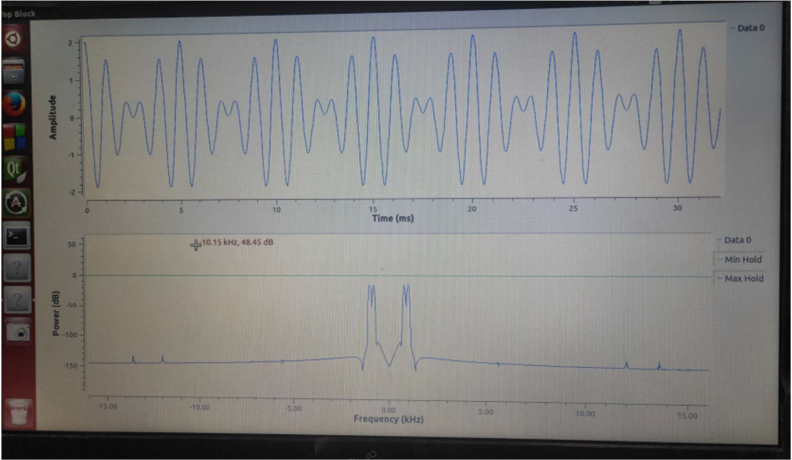 op Block
Data 0
2
1
0
-1
-2
Amplitude
0
5
10
15
20
25
30
Time (ms)
10.15 kHz, 48.45 dB
Data 0
Min Hold
Max Hold
50
0
-50
-100
-150
Power (dB)
-15.00
-10.00
-5.00
0.00
5.00
10.00
15.00
Frequency (kHz)
Qt
A
>_
?
?